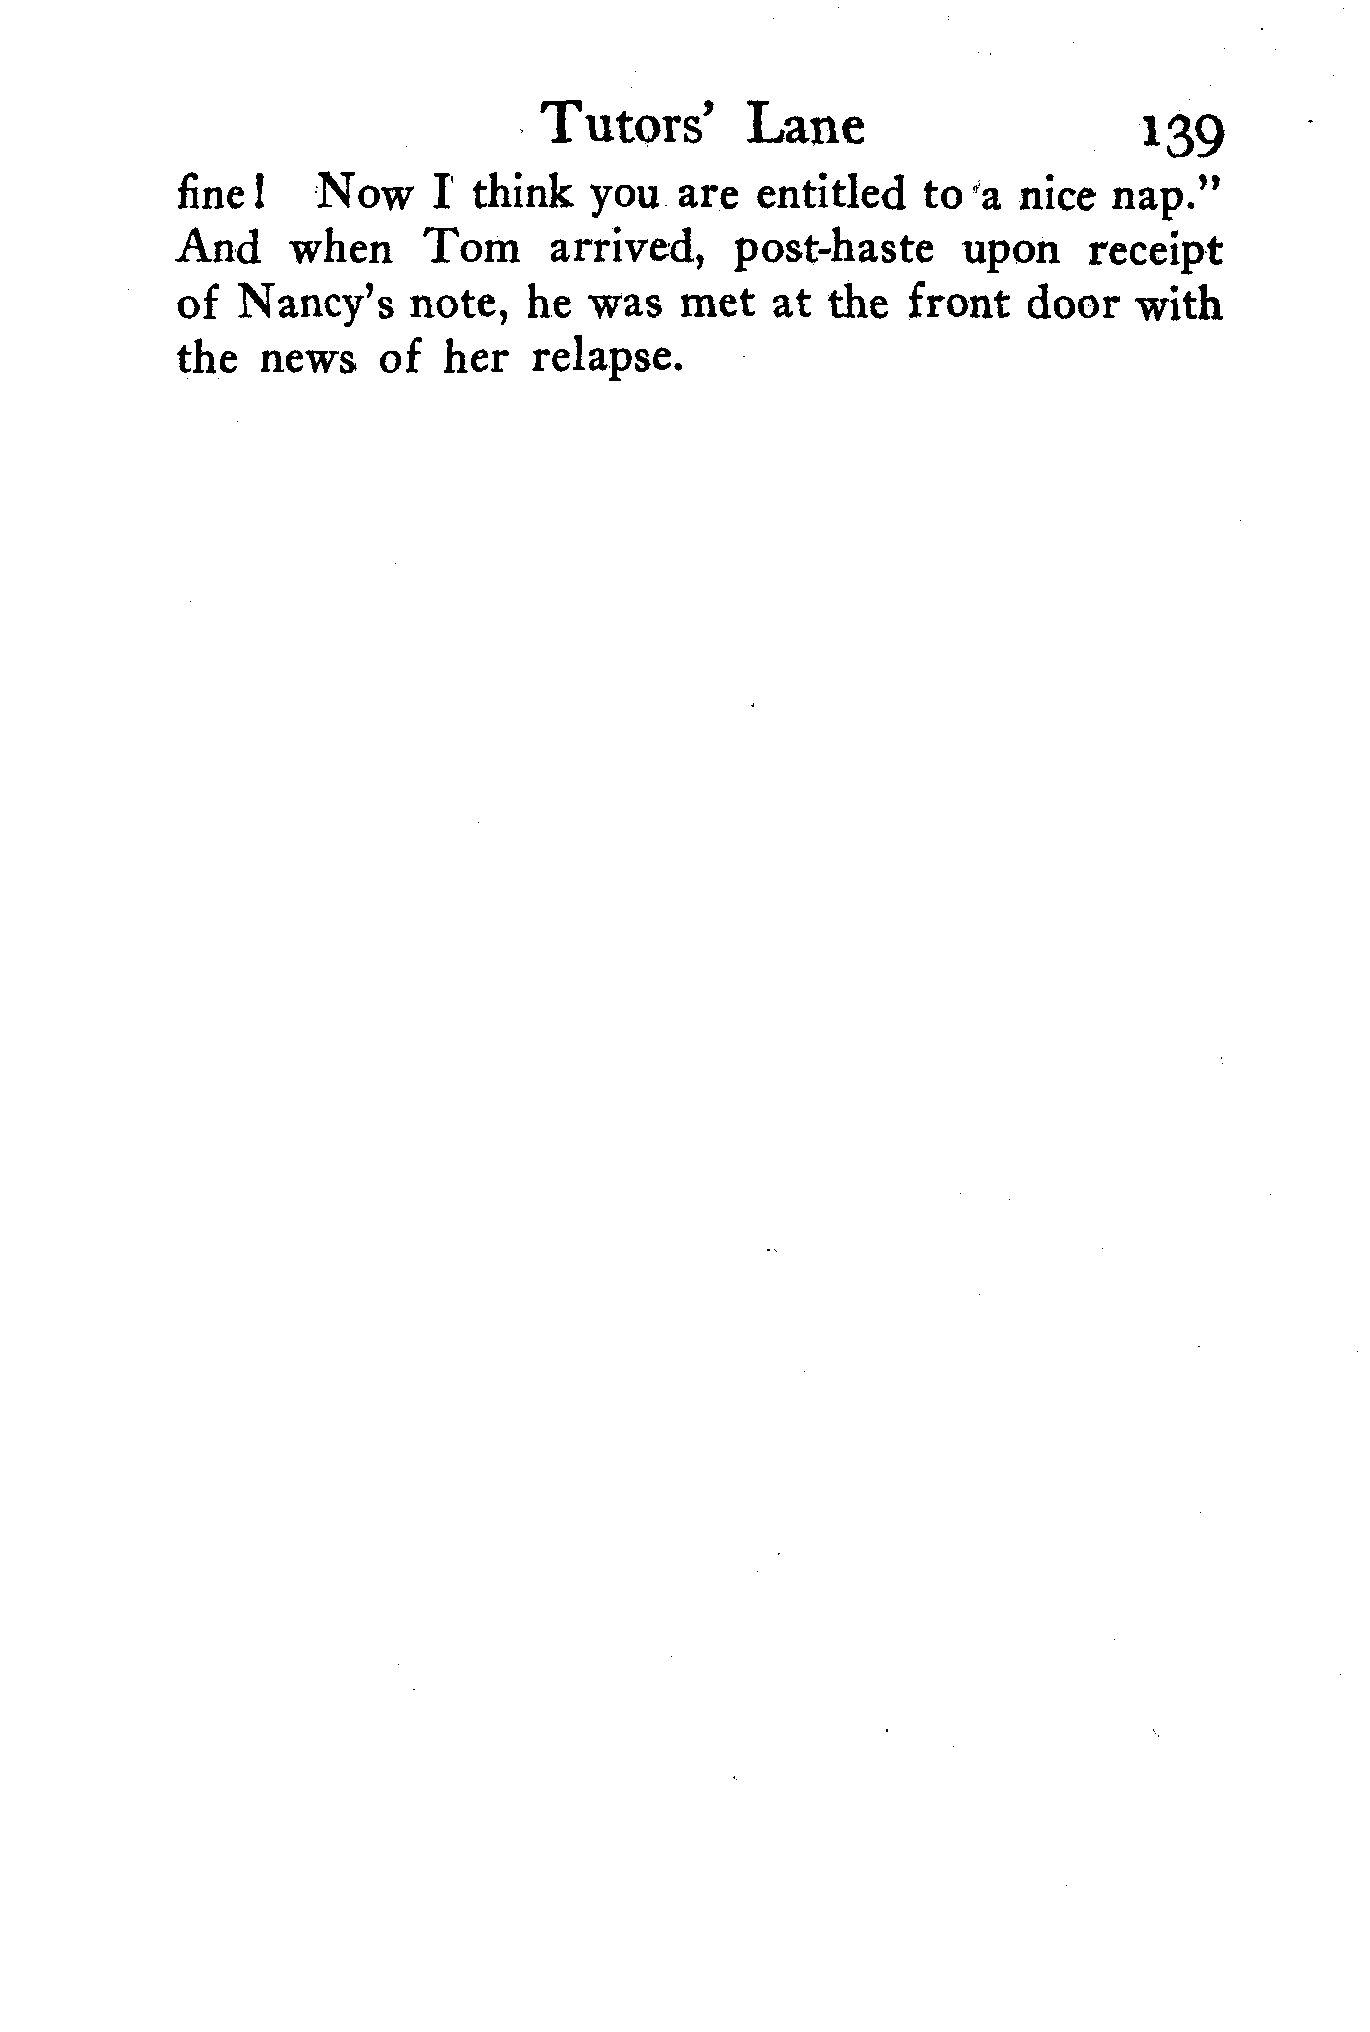 Tutors' Lane 139
fine! Now I think you are entitled to a nice nap."
And when Tom arrived, post-haste upon receipt
of Nancy's note, he was met at the front door with
the news of her relapse.